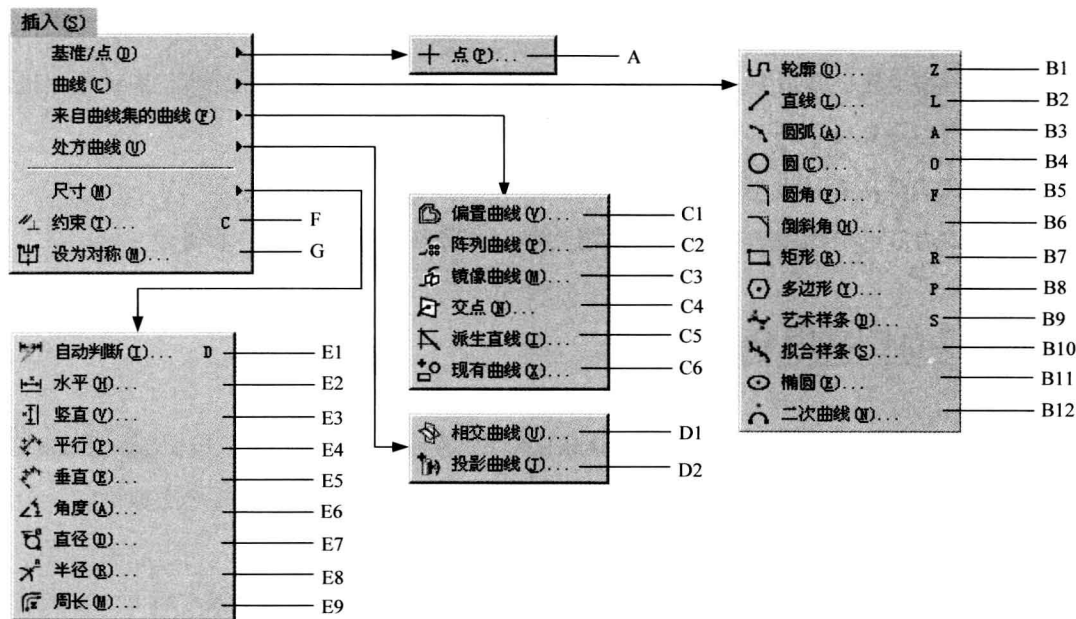 插入(S)
基准/点(D)
曲线(C)
来自曲线集的曲线(F)
处方曲线(U)
尺寸(M)
约束(T)... C F
设为对称(M)... G
点(P)... A
轮廓(O)... Z B1
直线(L)... L B2
圆弧(A)... A B3
圆(C)... O B4
圆角(F)... F B5
倒斜角(H)... B6
矩形(R)... R B7
多边形(Y)... P B8
艺术样条(D)... S B9
拟合样条(S)... B10
椭圆(E)... B11
二次曲线(N)... B12
偏置曲线(V)... C1
阵列曲线(P)... C2
镜像曲线(M)... C3
交点(N)... C4
派生直线(I)... C5
现有曲线(X)... C6
相交曲线(U)... D1
投影曲线(J)... D2
自动判断(I)... D E1
水平(H)... E2
竖直(V)... E3
平行(P)... E4
垂直(E)... E5
角度(A)... E6
直径(D)... E7
半径(R)... E8
周长(M)... E9